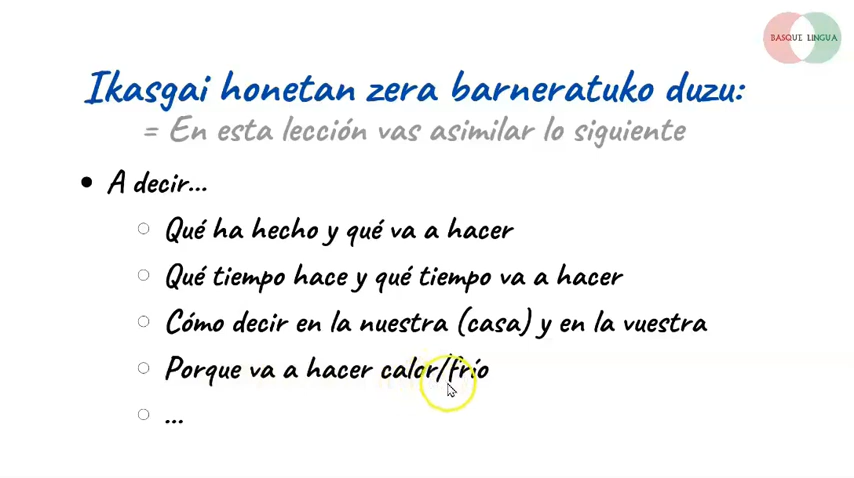 BASQUE LINGUA
Ikasgai honetan zera barneratuko duzu:
= En esta lección vas asimilar lo siguiente
A decir...
Qué ha hecho y qué va a hacer
Qué tiempo hace y qué tiempo va a hacer
Cómo decir en la nuestra (casa) y en la vuestra
Porque va a hacer calor/frío
...